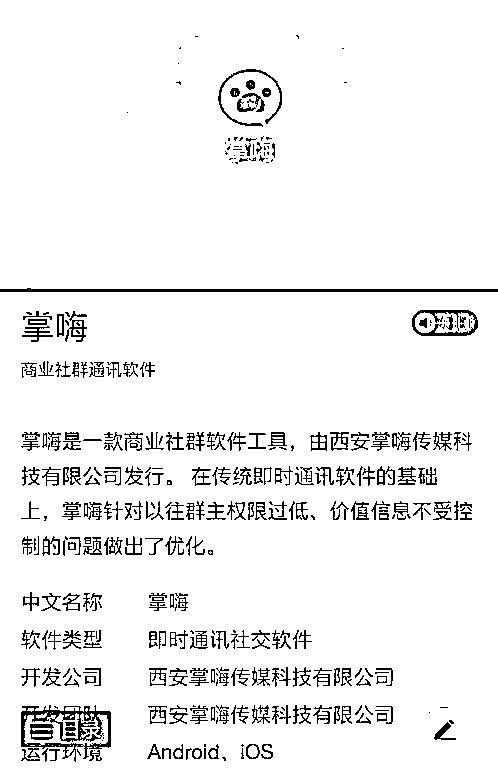 掌嗨
掌嗨
商业社群通讯软件
掌嗨是一款商业社群软件工具，由西安掌嗨传媒科
技有限公司发行。 在传统即时通讯软件的基础
上，掌嗨针对以往群主权限过低、价值信息不受控
制的问题做出了优化。
中文名称 掌嗨
软件类型 即时通讯社交软件
开发公司 西安掌嗨传媒科技有限公司
开发团队 西安掌嗨传媒科技有限公司
目录
运行环境 Android、iOS